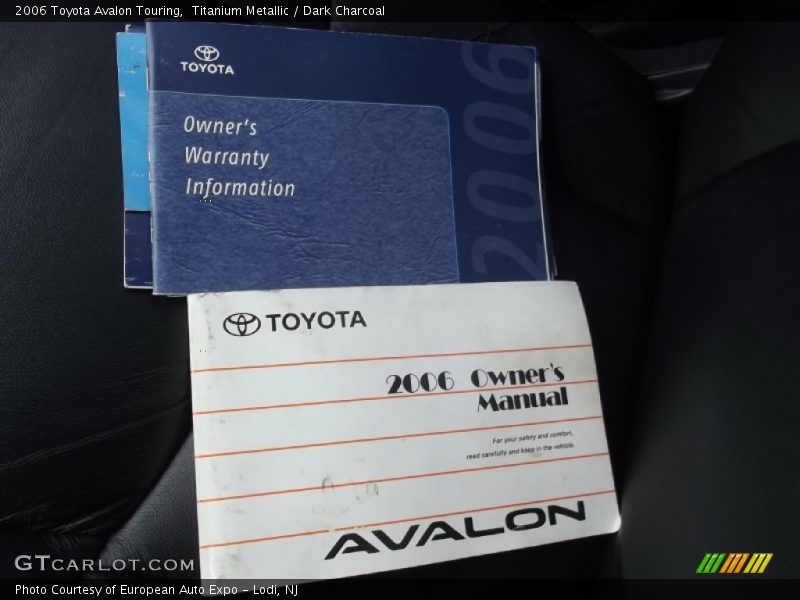 2006 Toyota Avalon Touring,  Titanium Metallic / Dark Charcoal
TOYOTA
Owner's
Warranty
Information
2006
TOYOTA
2006 Owner's
Manual
For your safety and comfort,
read carefully and keep in the vehicle.
AVALON
GTCARLOT.COM
Photo Courtesy of European Auto Expo - Lodi, NJ